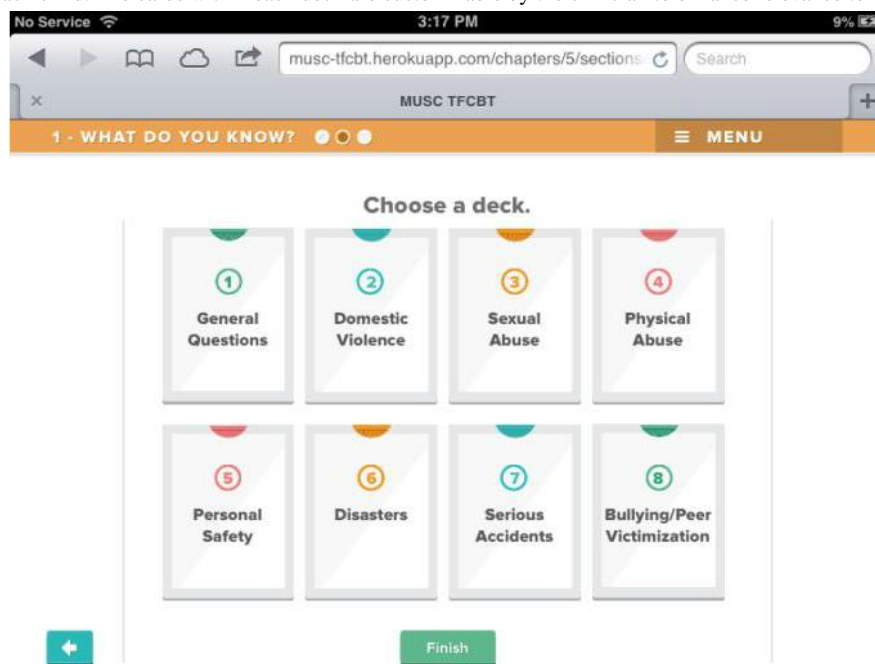 No Service 3:17 PM 9%
musc-tfcbt.herokuapp.com/chapters/5/sections Search
MUSC TFCBT
1 - WHAT DO YOU KNOW? MENU
Choose a deck.
1 2 3 4
General Domestic Sexual Physical
Questions Violence Abuse Abuse
5 6 7 8
Personal Disasters Serious Bullying/Peer
Safety Accidents Victimization
Finish